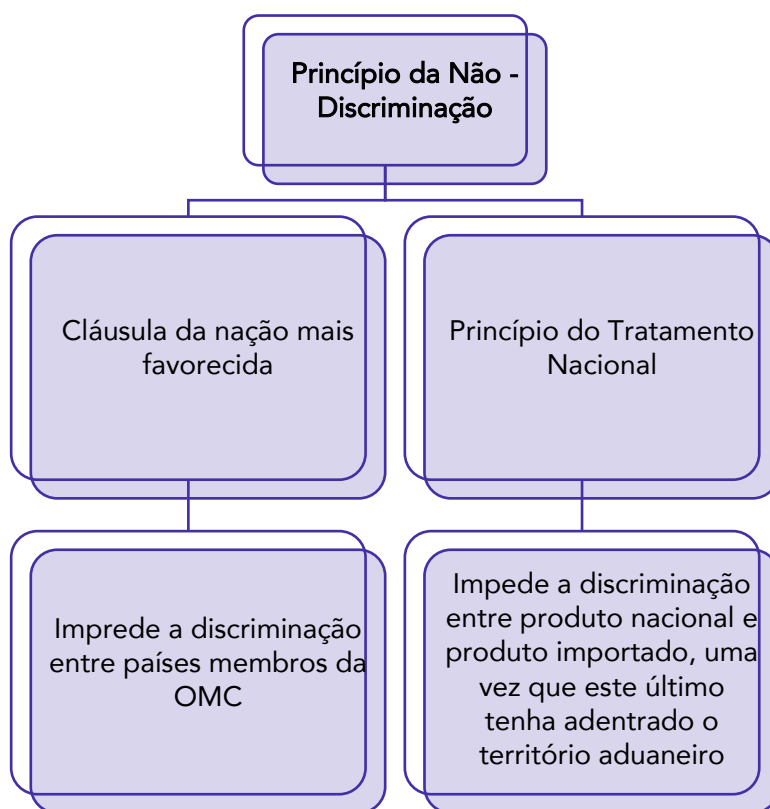 Princípio da Não -
Discriminação
Cláusula da nação mais
favorecida
Princípio do Tratamento
Nacional
Imprede a discriminação
entre países membros da
OMC
Impede a discriminação
entre produto nacional e
produto importado, uma
vez que este último
tenha adentrado o
território aduaneiro